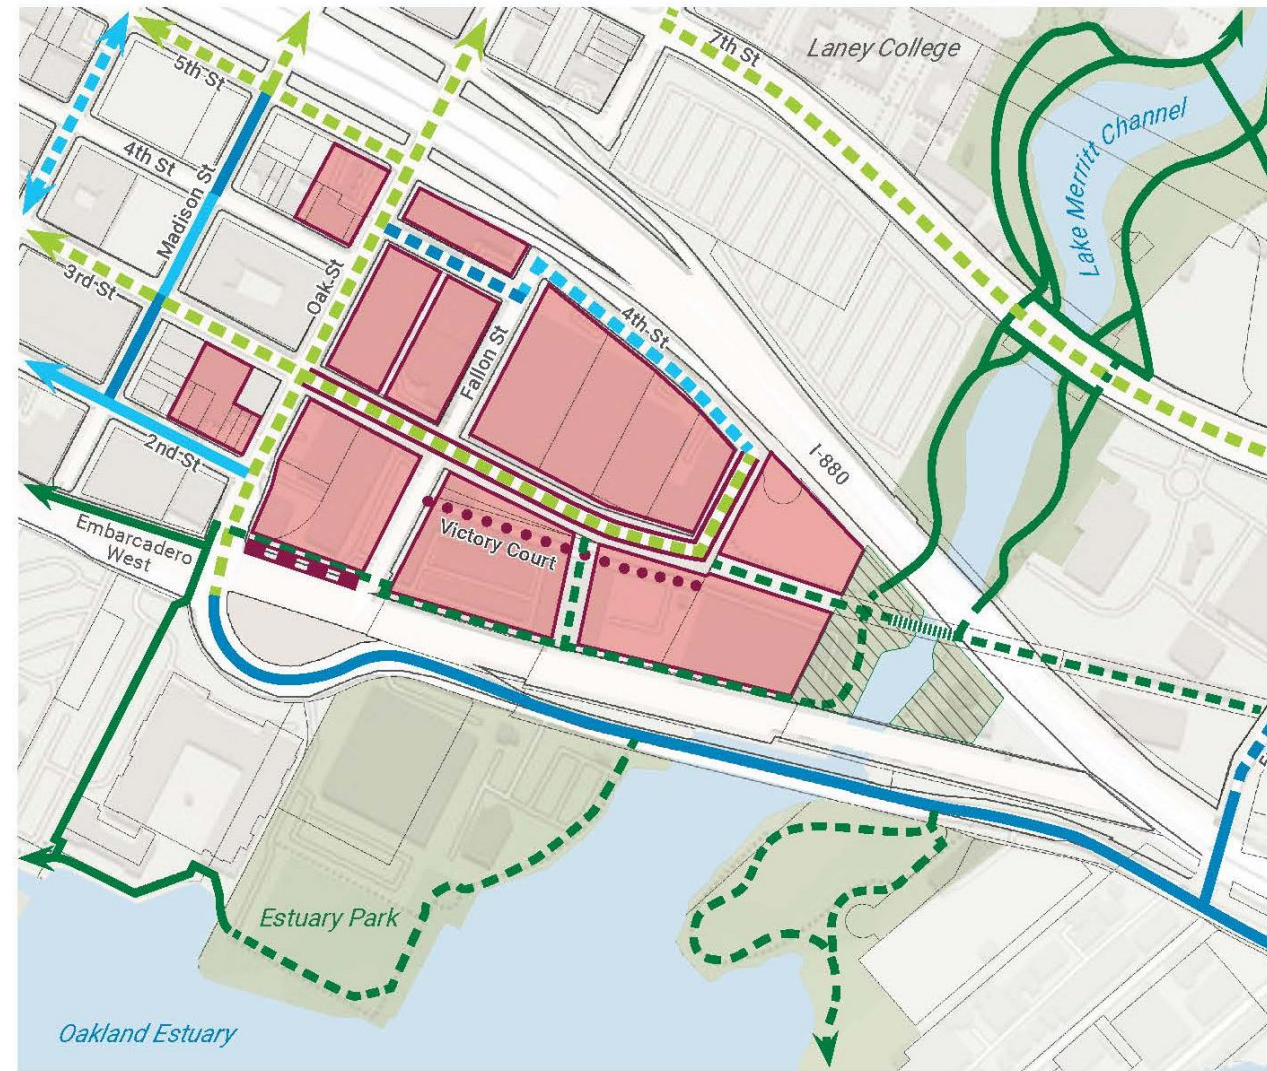 7th St
Laney College
5th St
Lake Merritt Channel
4th St
Madison St
3rd St
Oak St
4th St
Fallon St
I-880
2nd St
Victory Court
Embarcadero
West
Estuary Park
Oakland Estuary